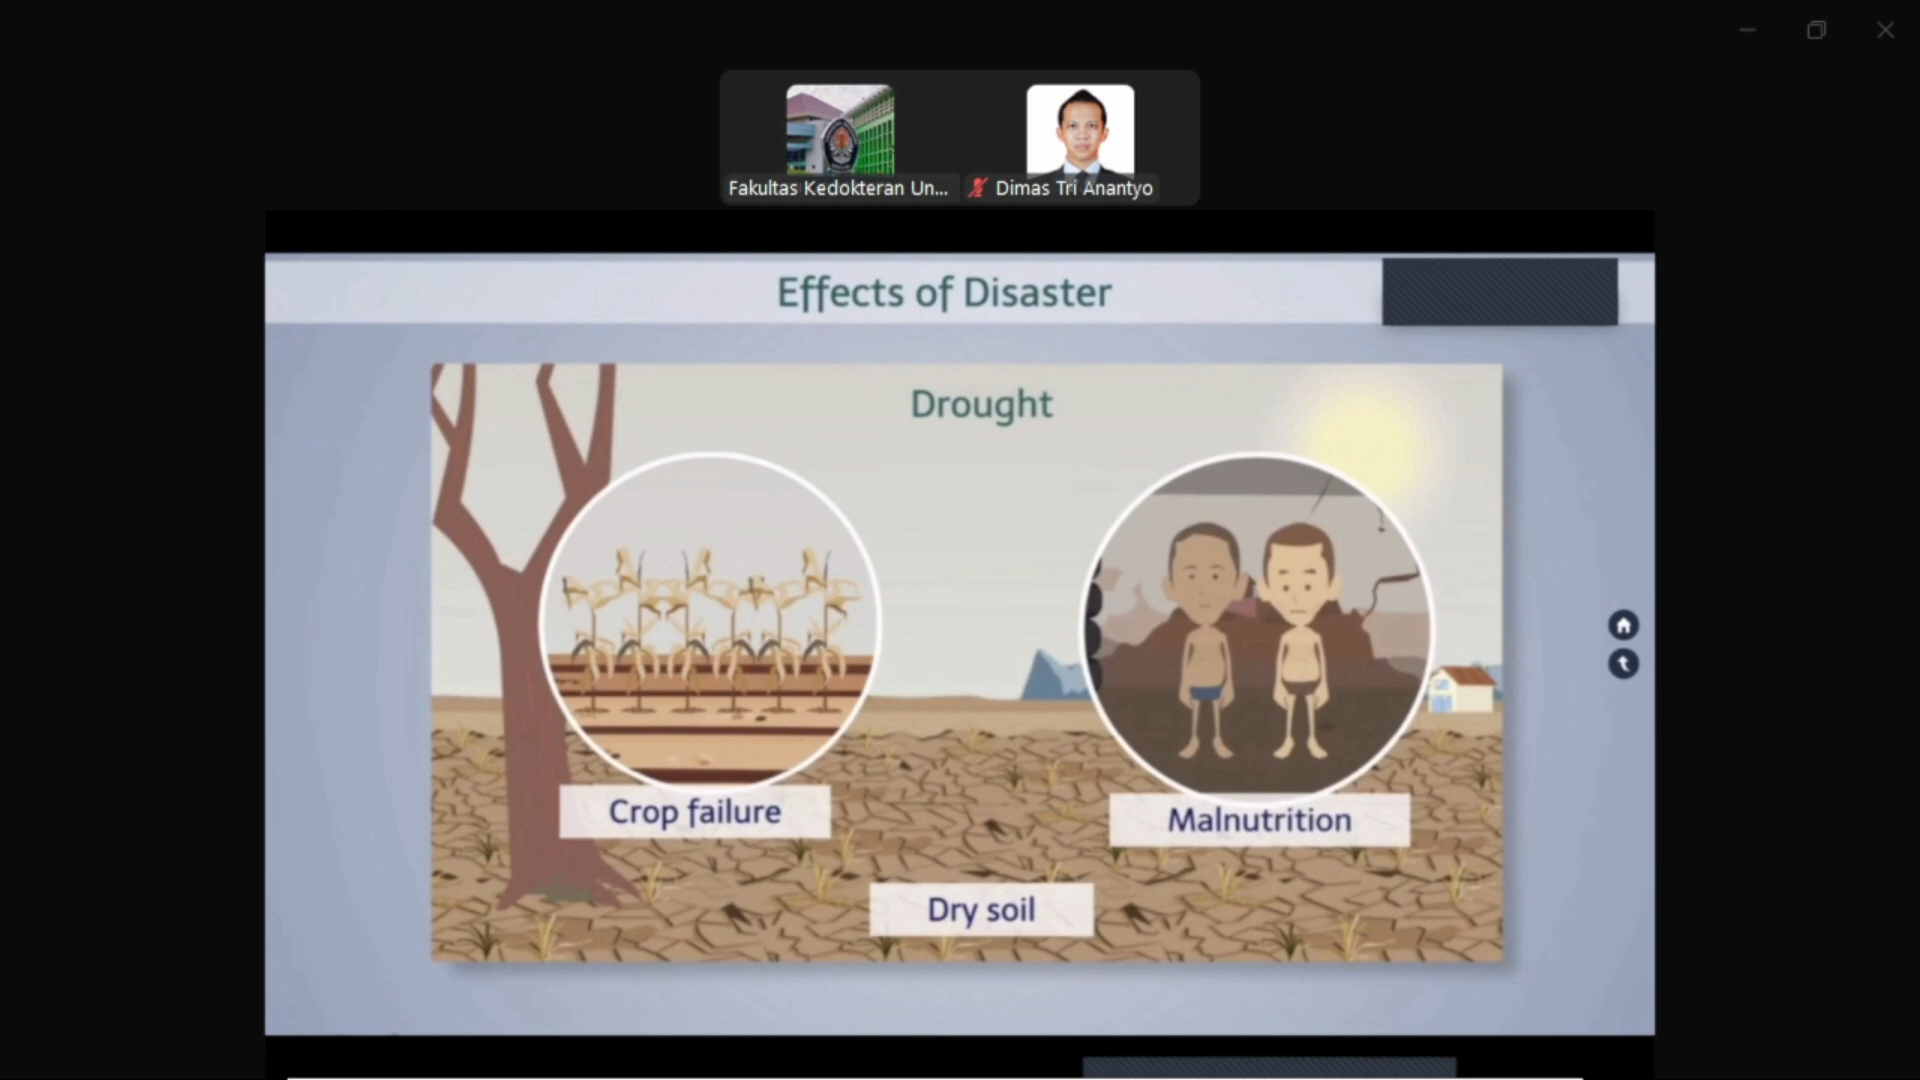 Fakultas Kedokteran Un...
Dimas Tri Anantyo
Effects of Disaster
Drought
Crop failure
Malnutrition
Dry soil